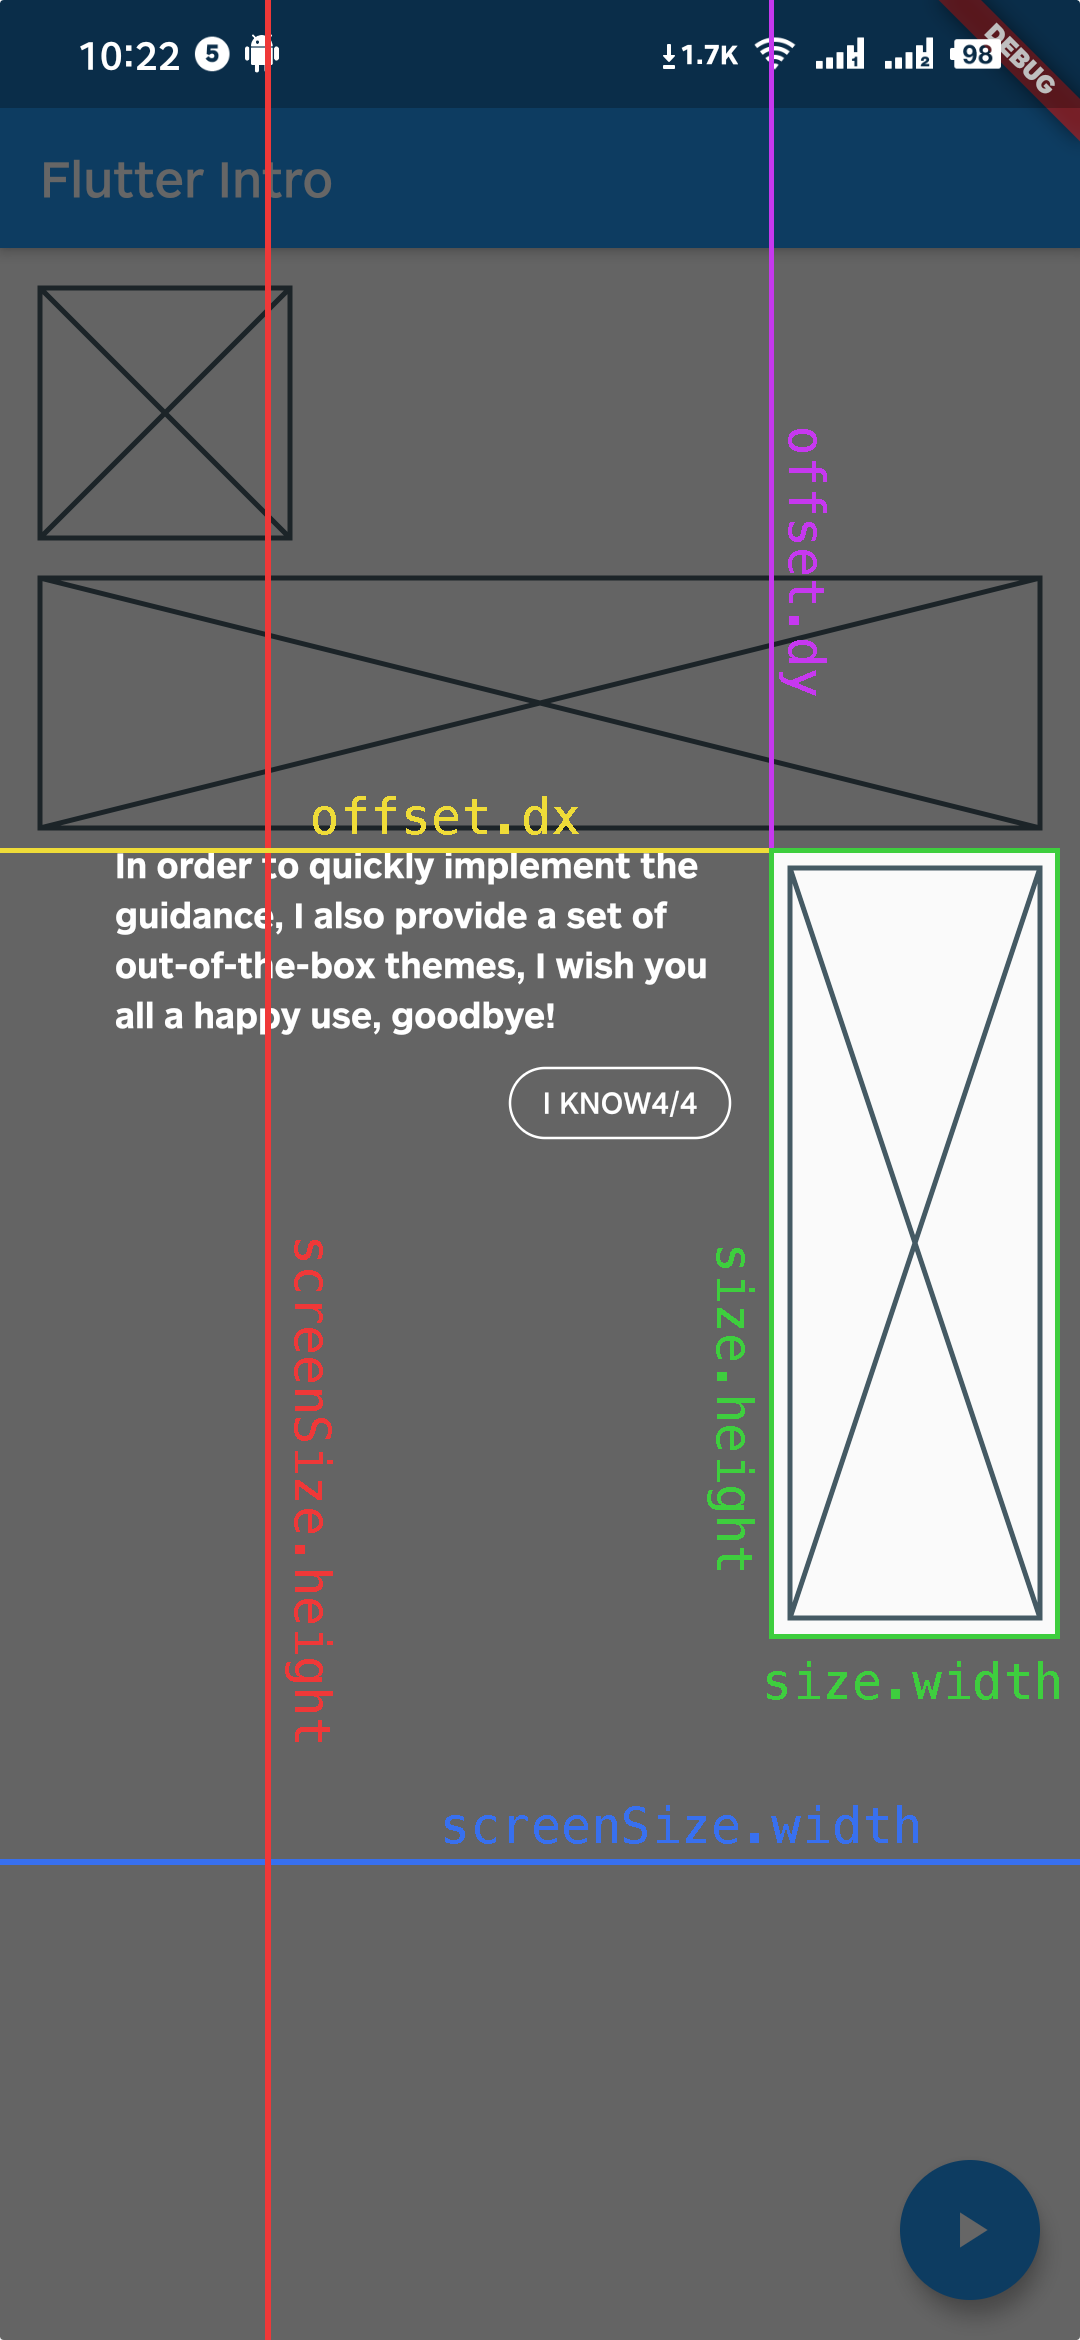 10:22 5 1.7K 1 2 98
DEBUG
Flutter Intro
offset.dy
offset.dx
In order to quickly implement the
guidance, I also provide a set of
out-of-the-box themes, I wish you
all a happy use, goodbye!
I KNOW4/4
screenSize.height
size.height
size.width
screenSize.width